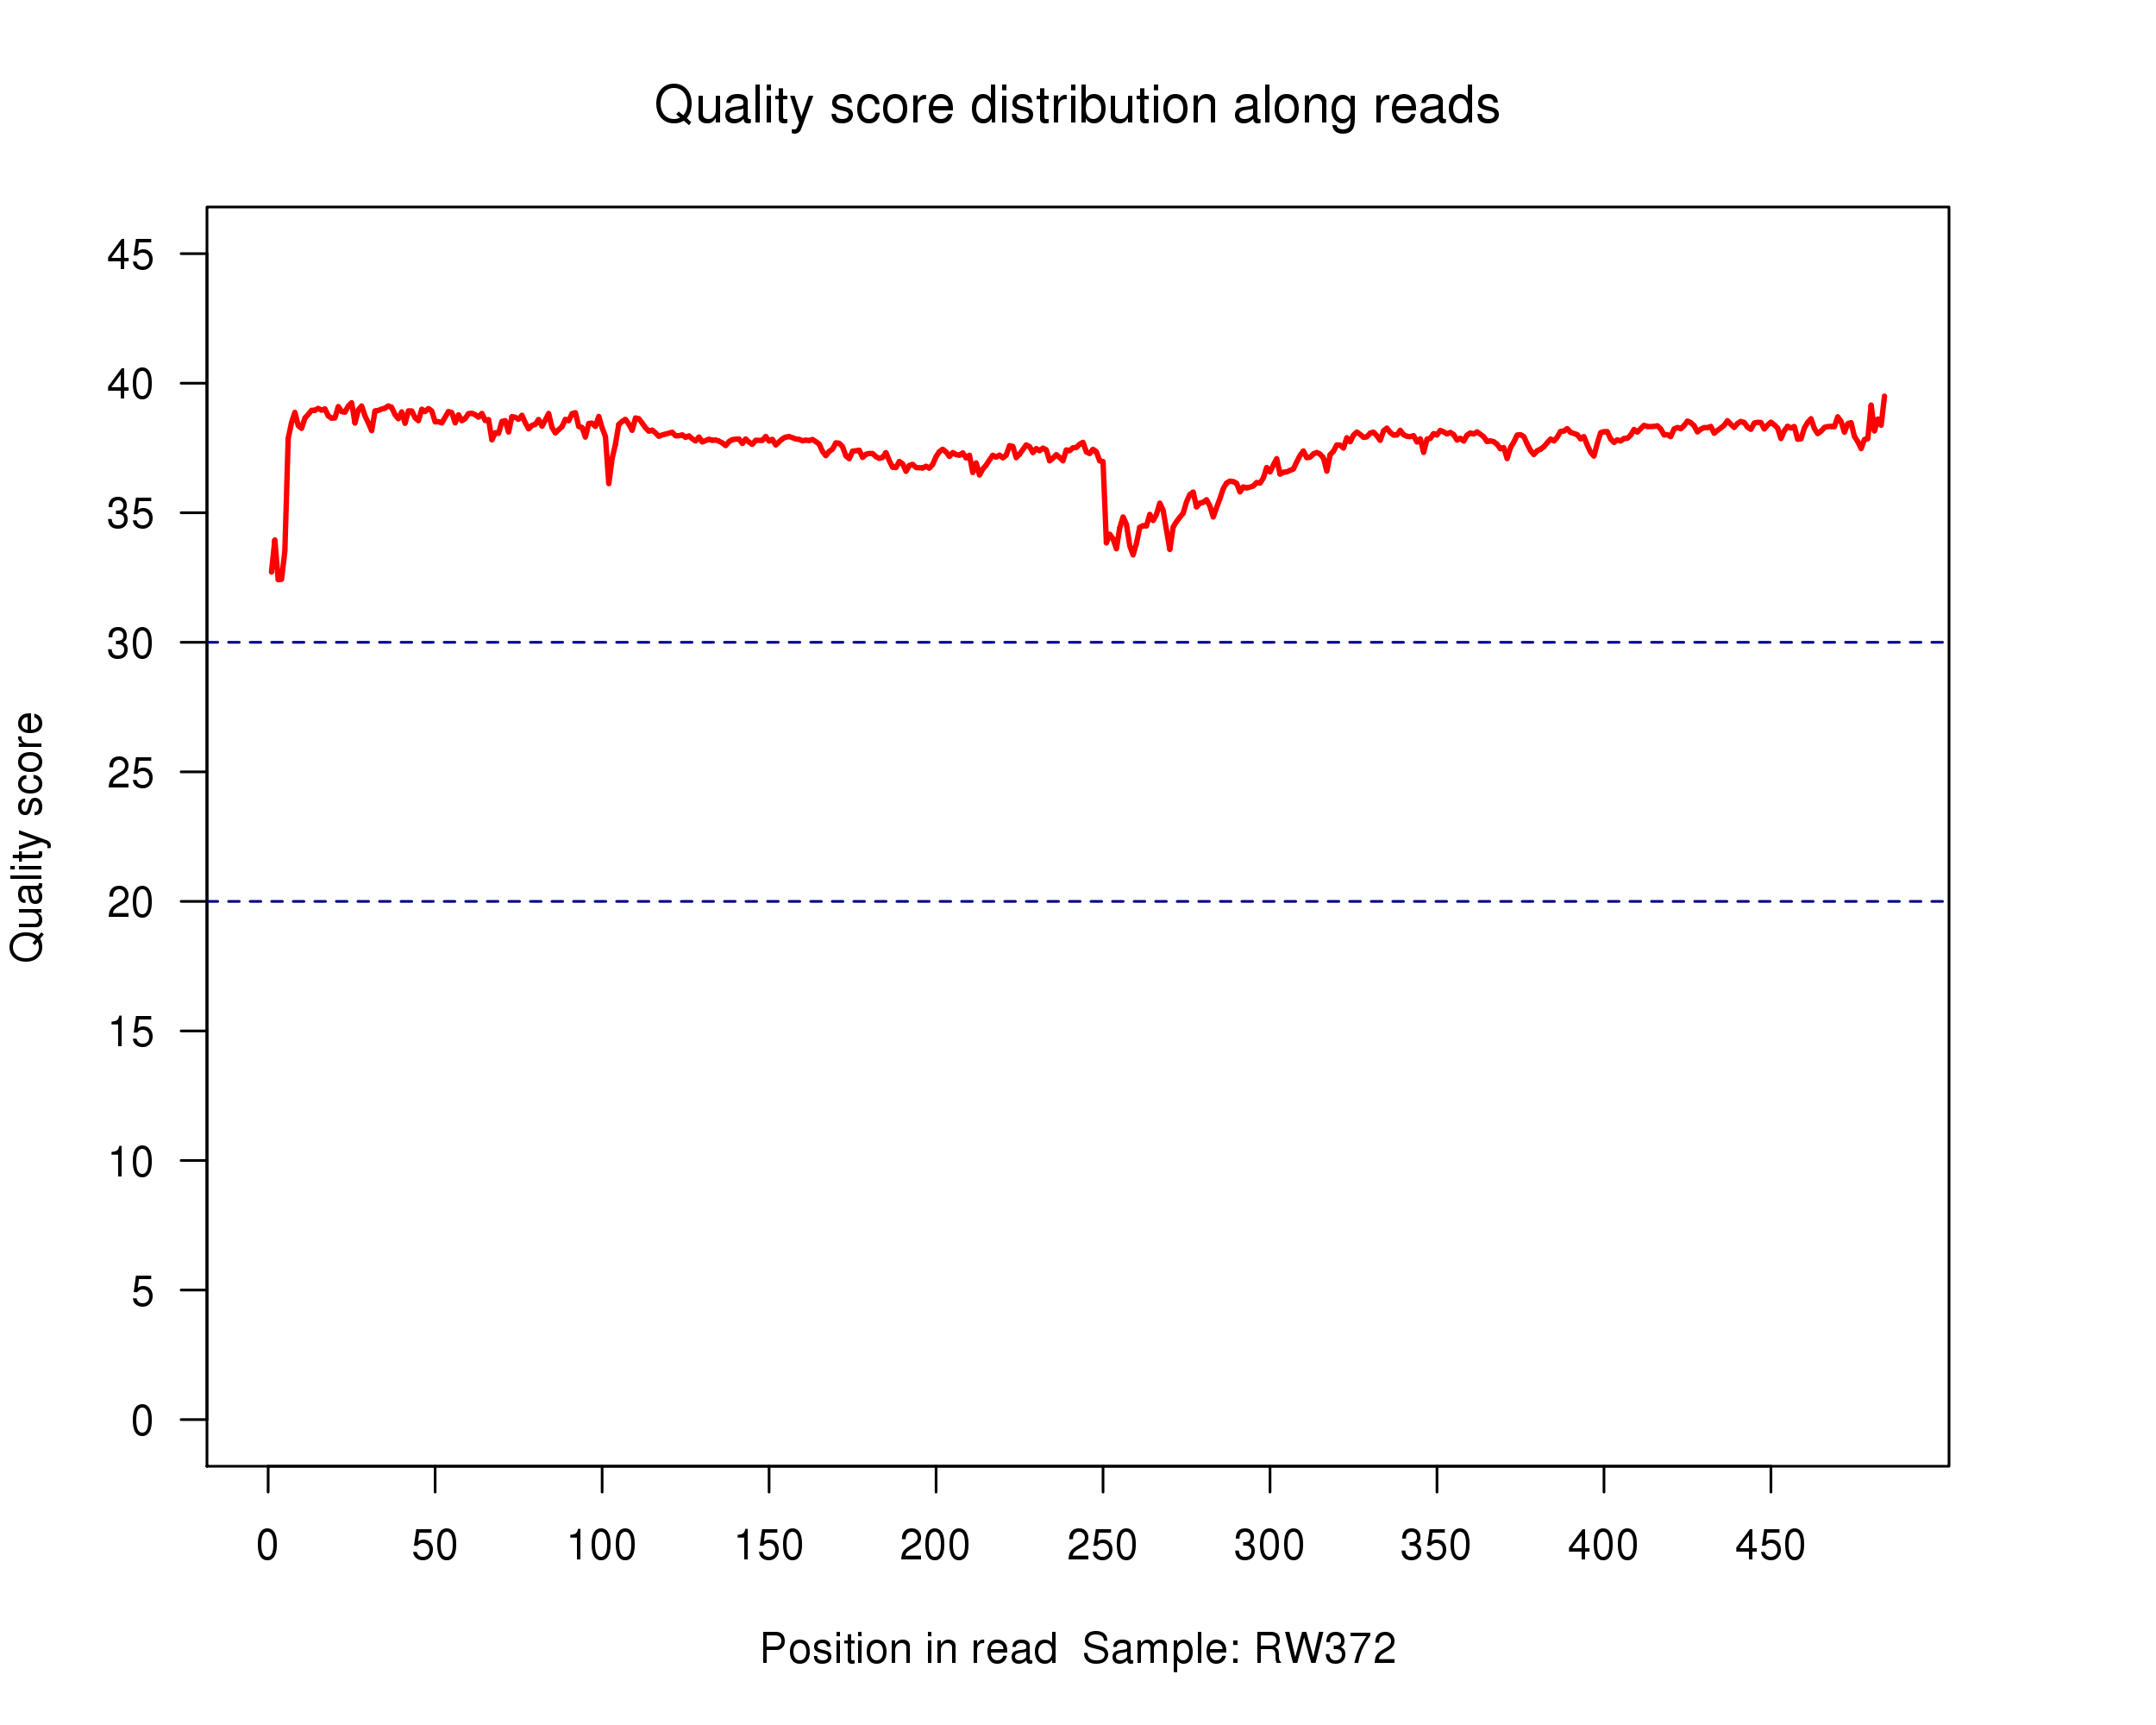 Quality score distribution along reads
Quality score
45
40
35
30
25
20
15
10
5
0
0 50 100 150 200 250 300 350 400 450
Position in read  Sample: RW372